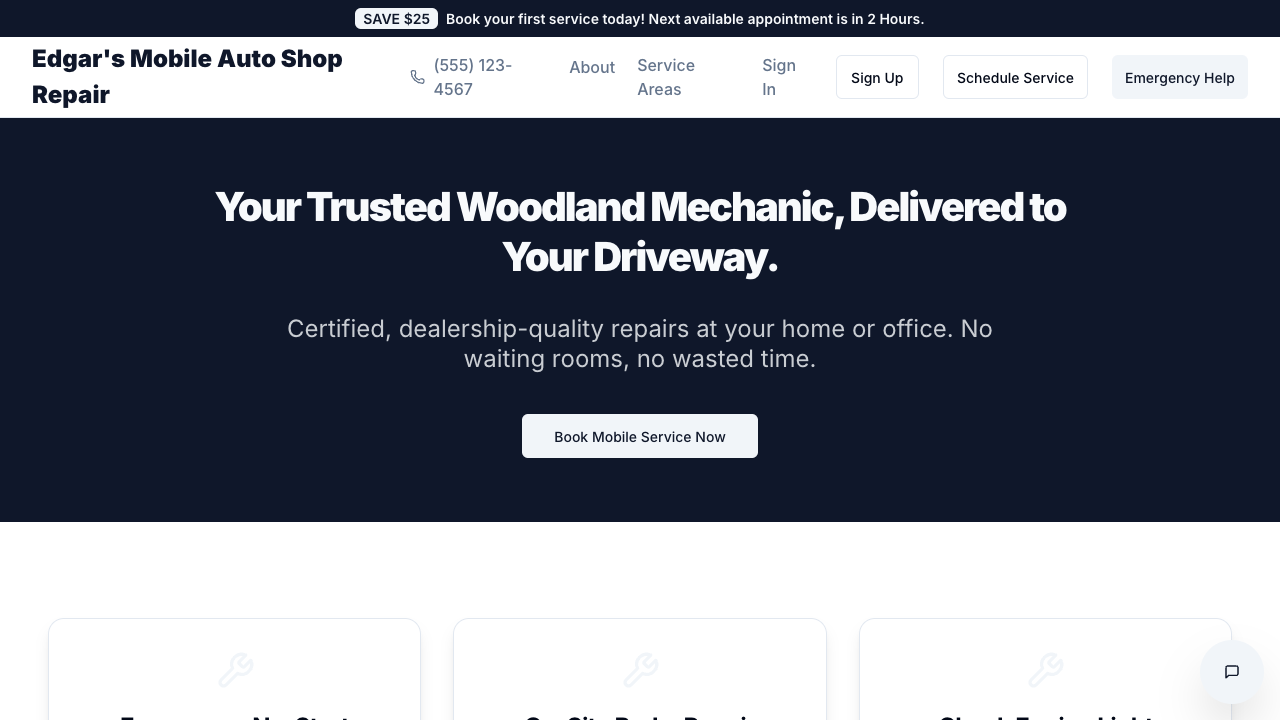 SAVE $25 Book your first service today! Next available appointment is in 2 Hours.
Edgar's Mobile Auto Shop
Repair
(555) 123-
4567
About
Service
Areas
Sign
In
Sign Up
Schedule Service
Emergency Help
Your Trusted Woodland Mechanic, Delivered to
Your Driveway.
Certified, dealership-quality repairs at your home or office. No
waiting rooms, no wasted time.
Book Mobile Service Now